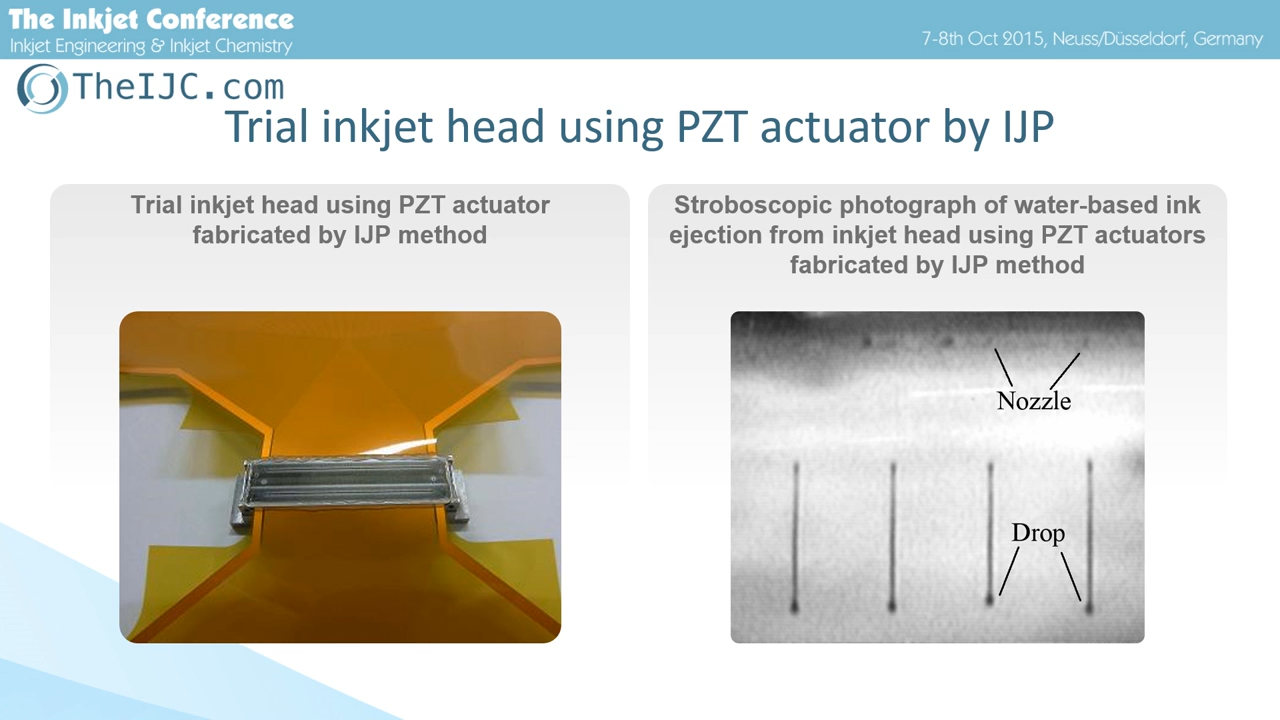 The Inkjet Conference
Inkjet Engineering & Inkjet Chemistry
7-8th Oct 2015, Neuss/Düsseldorf, Germany
TheIJC.com
Trial inkjet head using PZT actuator by IJP
Trial inkjet head using PZT actuator
fabricated by IJP method
Stroboscopic photograph of water-based ink
ejection from inkjet head using PZT actuators
fabricated by IJP method
Nozzle
Drop